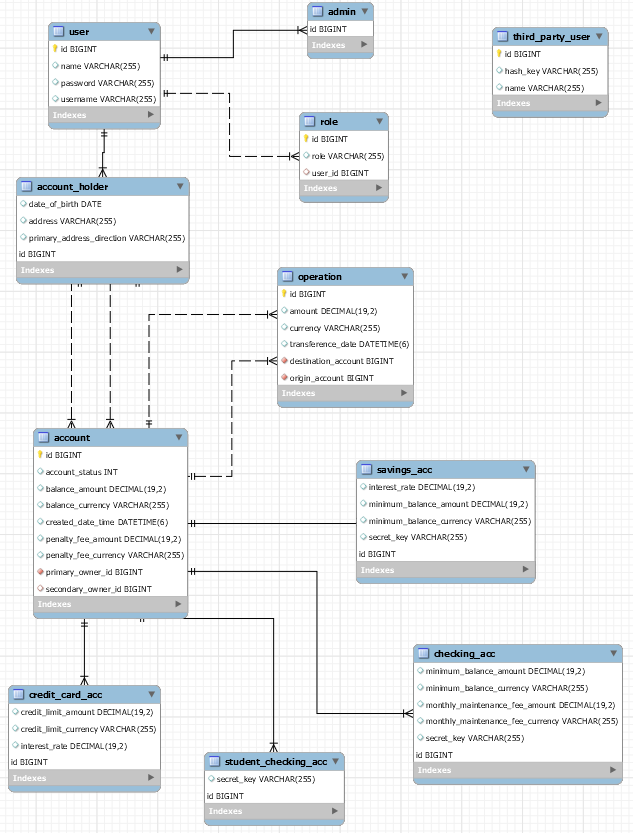 user
id BIGINT
name VARCHAR(255)
password VARCHAR(255)
username VARCHAR(255)
Indexes
admin
id BIGINT
Indexes
third_party_user
id BIGINT
hash_key VARCHAR(255)
name VARCHAR(255)
Indexes
role
id BIGINT
role VARCHAR(255)
user_id BIGINT
Indexes
account_holder
date_of_birth DATE
address VARCHAR(255)
primary_address_direction VARCHAR(255)
id BIGINT
Indexes
operation
id BIGINT
amount DECIMAL(19,2)
currency VARCHAR(255)
transference_date DATETIME(6)
destination_account BIGINT
origin_account BIGINT
Indexes
account
id BIGINT
account_status INT
balance_amount DECIMAL(19,2)
balance_currency VARCHAR(255)
created_date_time DATETIME(6)
penalty_fee_amount DECIMAL(19,2)
penalty_fee_currency VARCHAR(255)
primary_owner_id BIGINT
secondary_owner_id BIGINT
Indexes
savings_acc
interest_rate DECIMAL(19,2)
minimum_balance_amount DECIMAL(19,2)
minimum_balance_currency VARCHAR(255)
secret_key VARCHAR(255)
id BIGINT
Indexes
checking_acc
minimum_balance_amount DECIMAL(19,2)
minimum_balance_currency VARCHAR(255)
monthly_maintenance_fee_amount DECIMAL(19,2)
monthly_maintenance_fee_currency VARCHAR(255)
secret_key VARCHAR(255)
id BIGINT
Indexes
credit_card_acc
credit_limit_amount DECIMAL(19,2)
credit_limit_currency VARCHAR(255)
interest_rate DECIMAL(19,2)
id BIGINT
Indexes
student_checking_acc
secret_key VARCHAR(255)
id BIGINT
Indexes